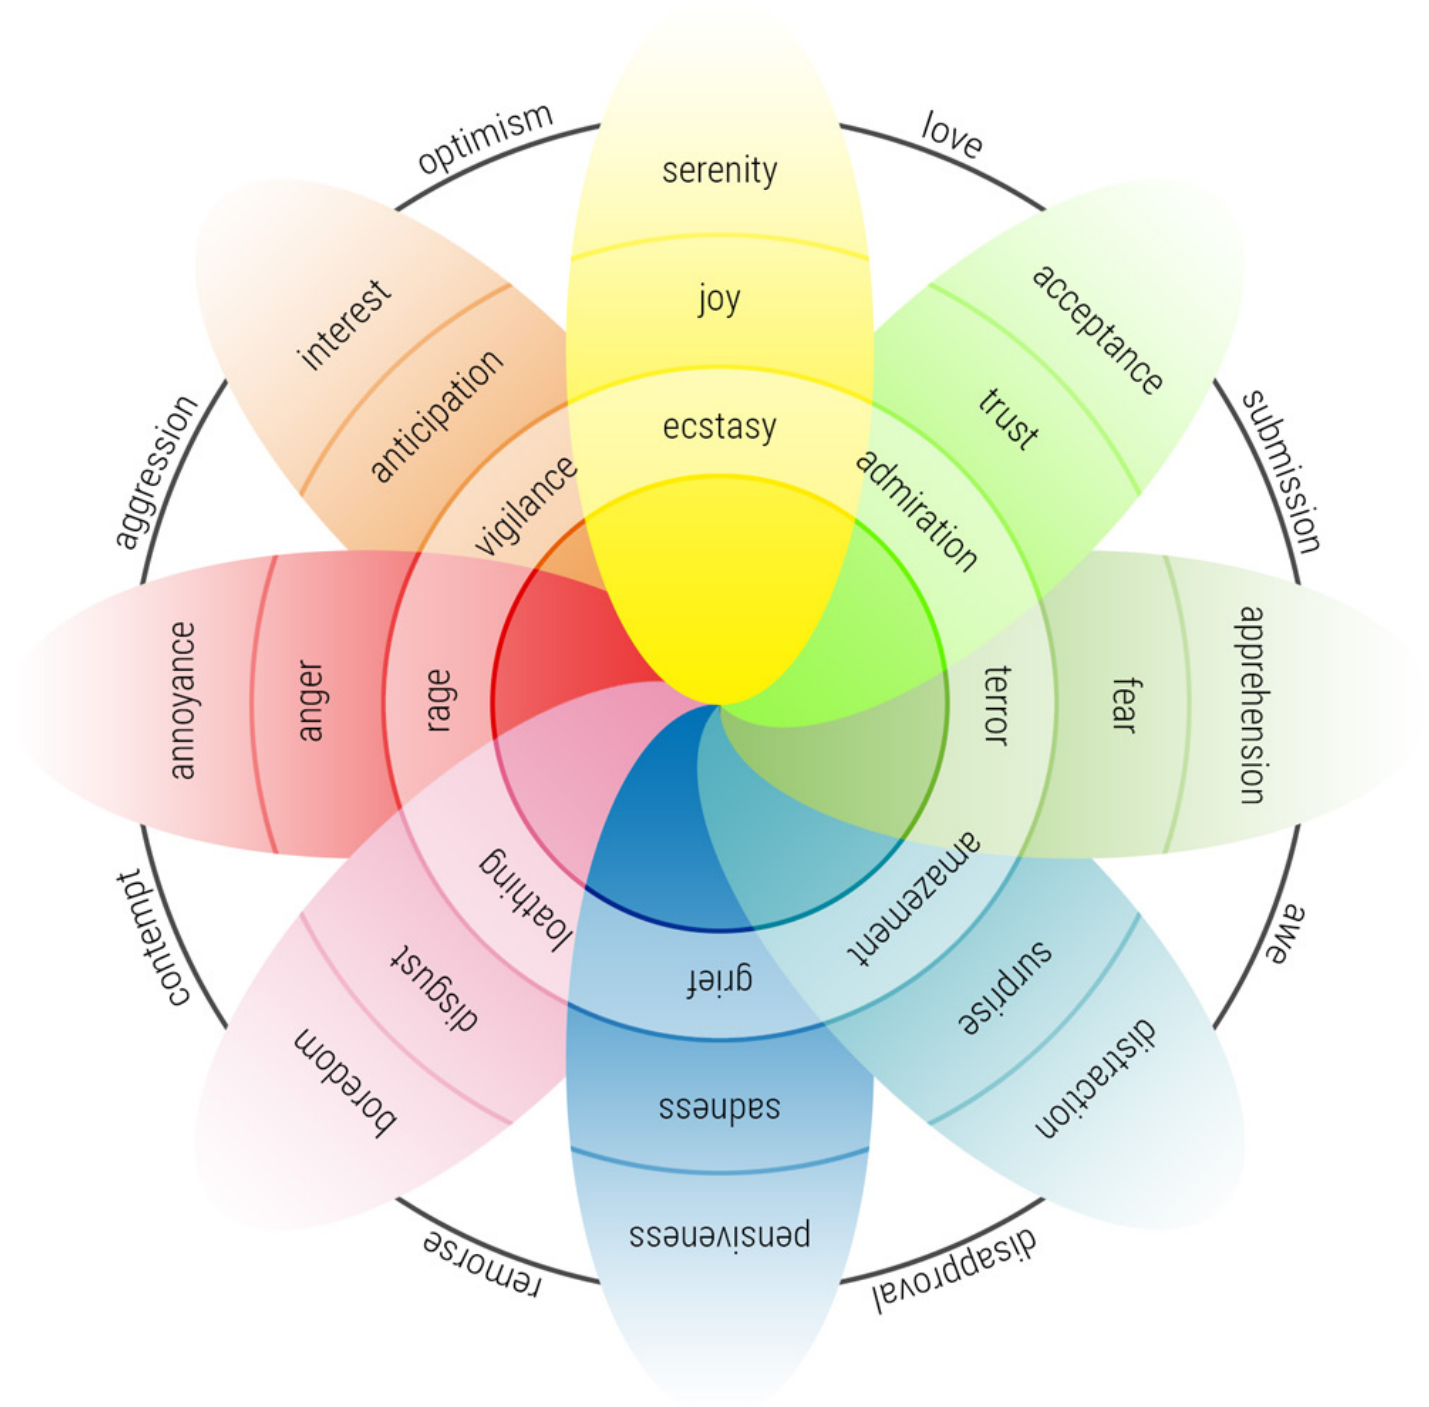 optimism
love
serenity
interest
acceptance
joy
anticipation
trust
aggression
submission
ecstasy
vigilance
admiration
annoyance
anger
rage
terror
fear
apprehension
loathing
amazement
contempt
awe
disgust
grief
surprise
boredom
sadness
distraction
pensiveness
remorse
disapproval